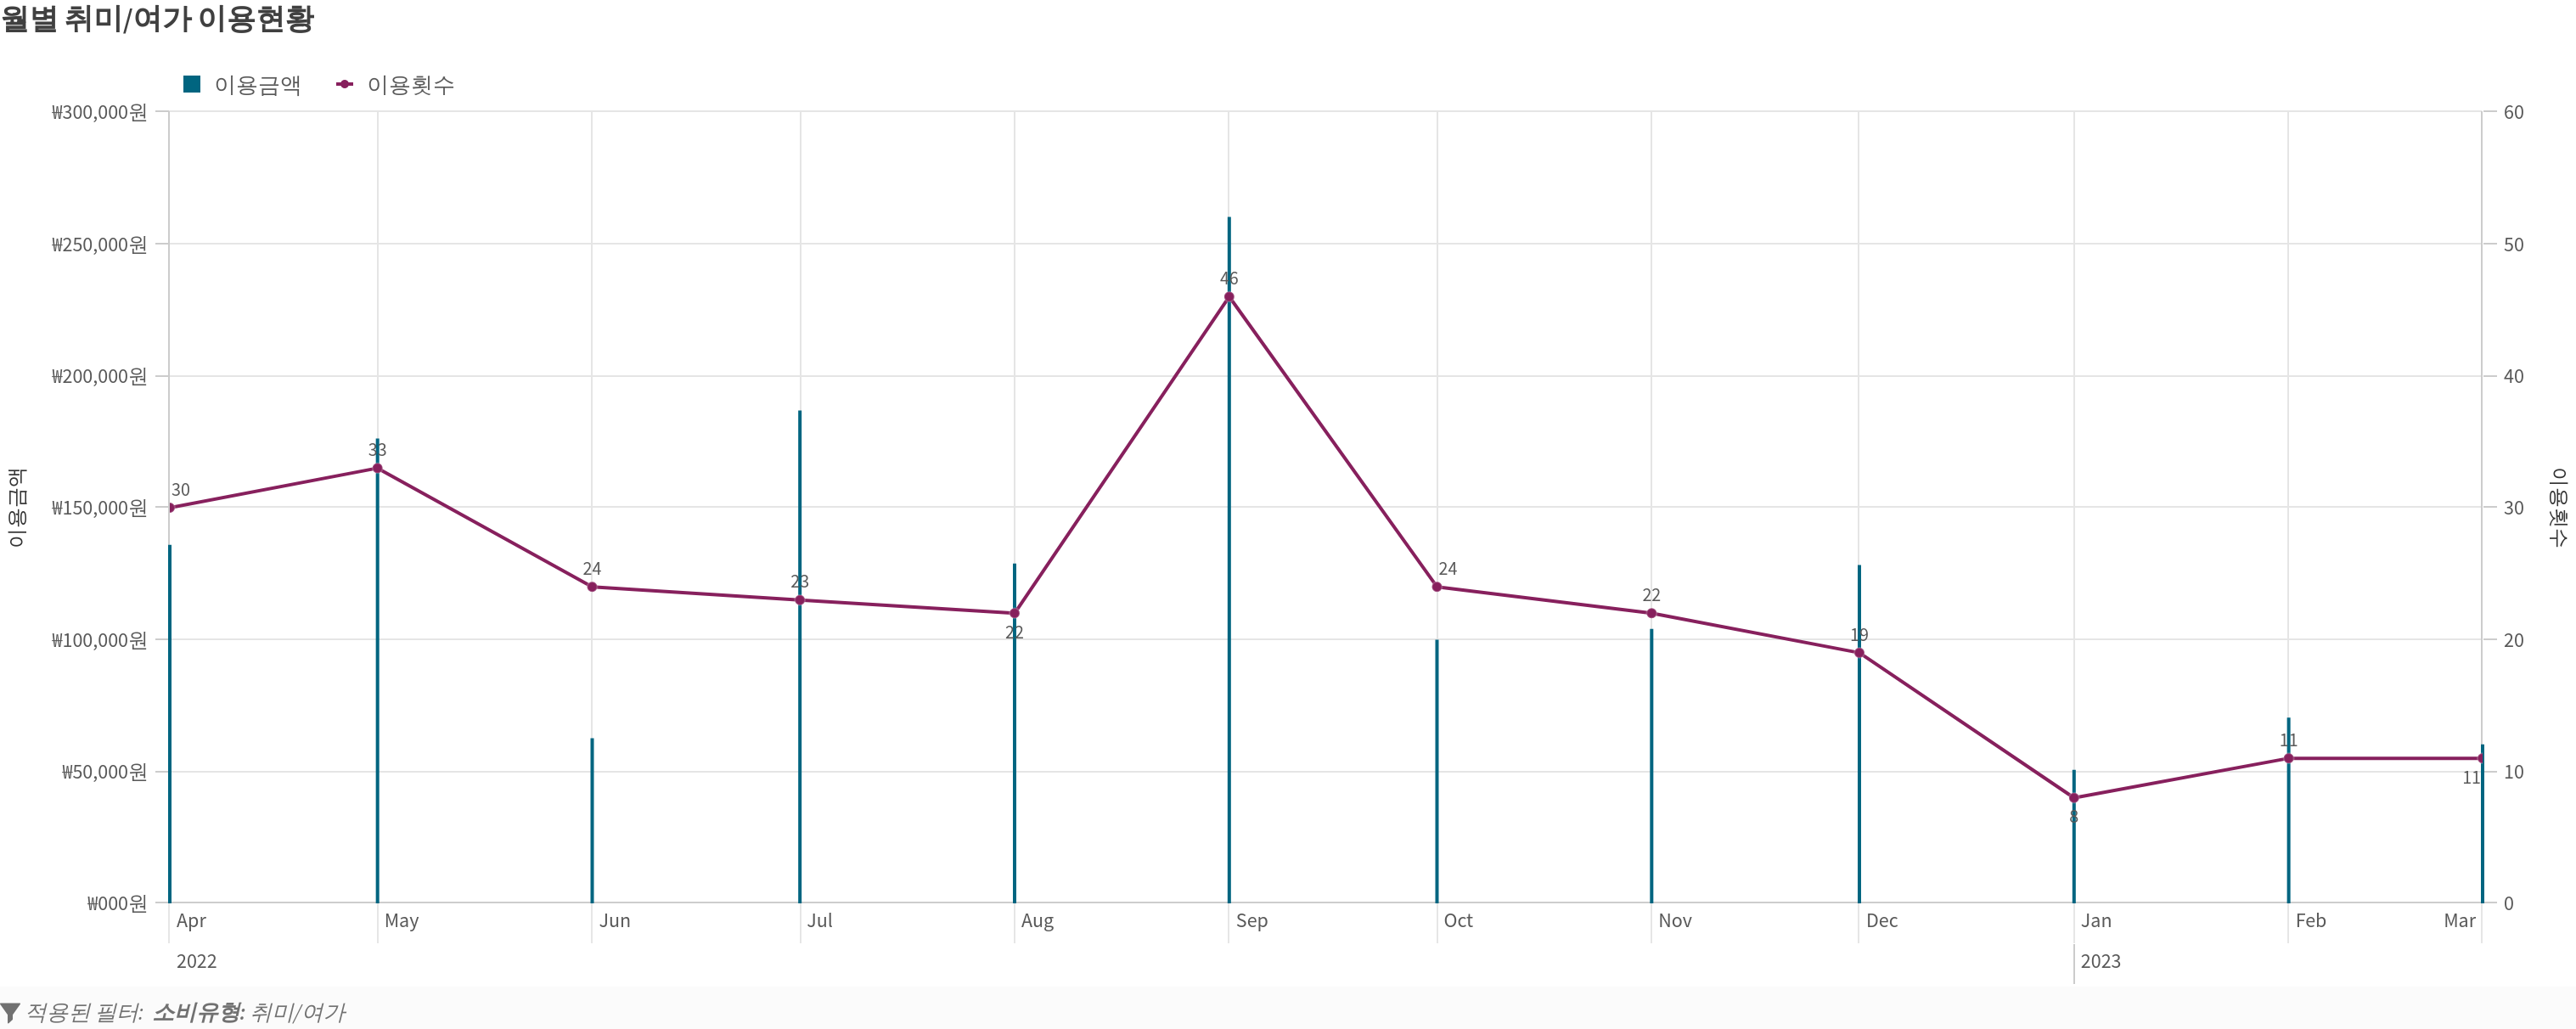 월별 취미/여가 이용현황
이용금액 이용횟수
₩300,000원 60
₩250,000원 50
46
₩200,000원 40
33
30
₩150,000원 30
24 23 24
22 22
₩100,000원 19 20
11
₩50,000원 11 10
8
₩000원 0
이용금액
이용횟수
Apr May Jun Jul Aug Sep Oct Nov Dec Jan Feb Mar
2022 2023
적용된 필터: 소비유형: 취미/여가